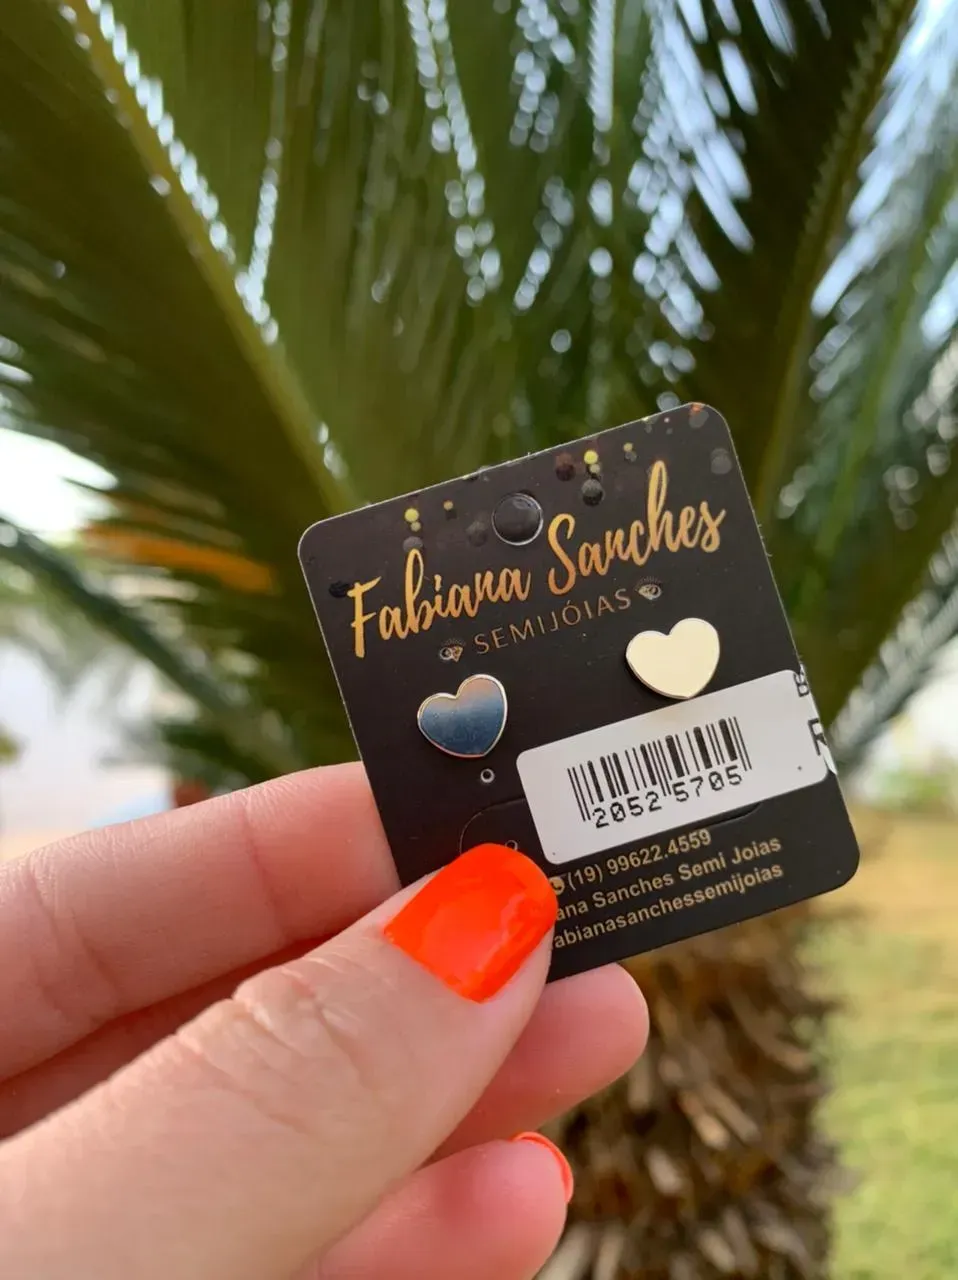 Fabiana Sanches
SEMIJÓIAS
2052 5705
(19) 99622.4559
ana Sanches Semi Joias
abianasanchessemijoias